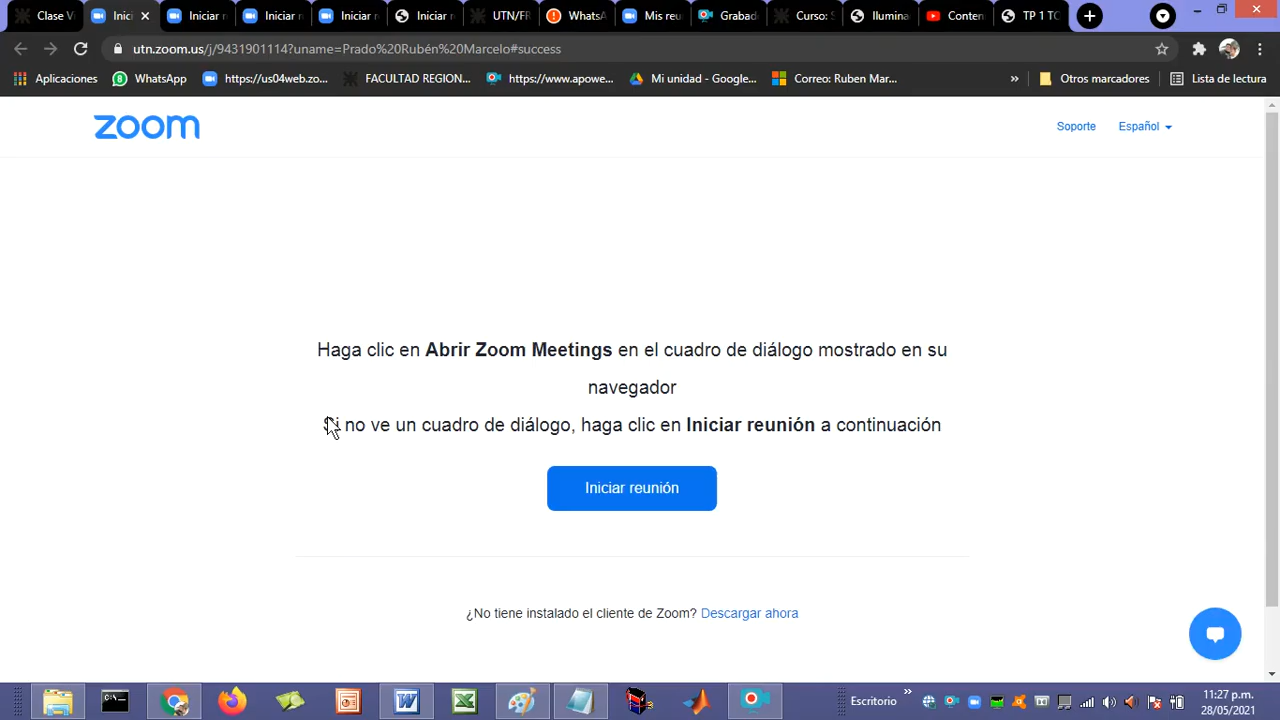 Clase Vi
Inici
Iniciar r
Iniciar r
Iniciar r
Iniciar r
UTN/FR
WhatsA
Mis reu
Grabad
Curso: S
Ilumina
Conten
TP 1 TC
utn.zoom.us/j/9431901114?uname=Prado%20Rubén%20Marcelo#success
Aplicaciones
WhatsApp
https://us04web.zo...
FACULTAD REGION...
https://www.apowe...
Mi unidad - Google...
Correo: Ruben Mar...
»
Otros marcadores
Lista de lectura
zoom
Soporte
Español
Haga clic en Abrir Zoom Meetings en el cuadro de diálogo mostrado en su
navegador
Si no ve un cuadro de diálogo, haga clic en Iniciar reunión a continuación
Iniciar reunión
¿No tiene instalado el cliente de Zoom? Descargar ahora
Escritorio
»
11:27 p.m.
28/05/2021